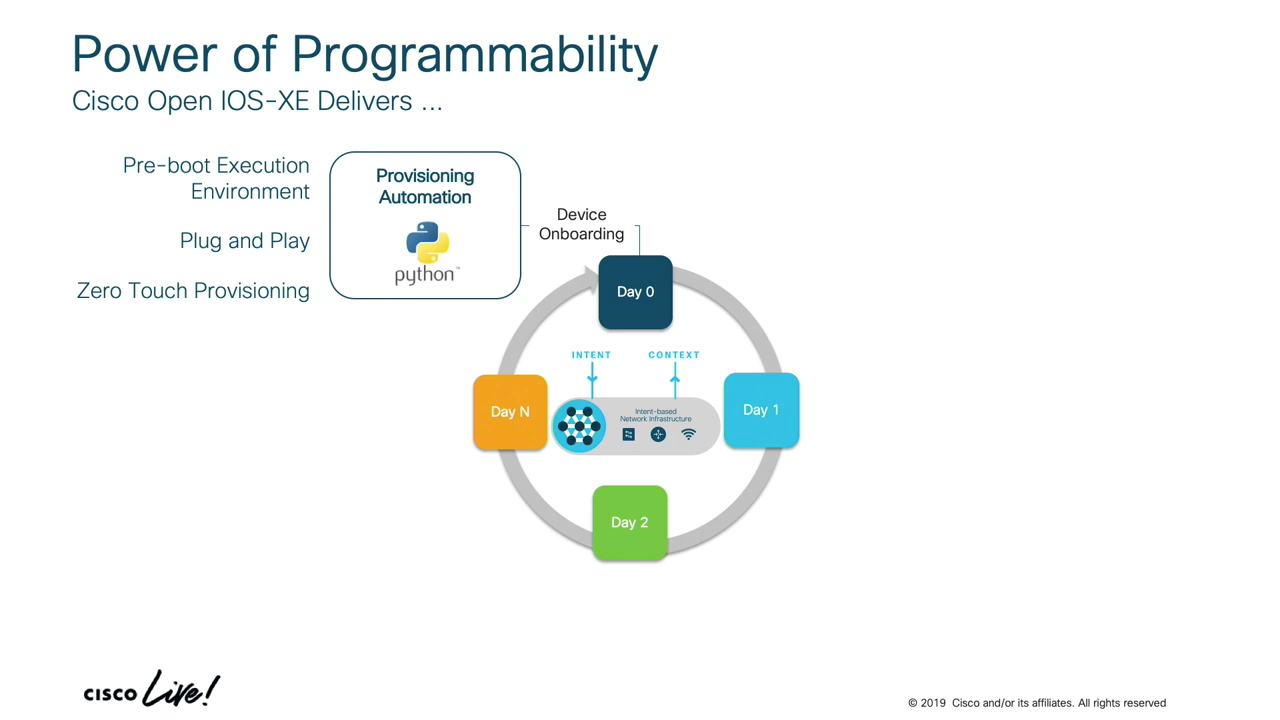 Power of Programmability
Cisco Open IOS-XE Delivers ...
Pre-boot Execution
Environment
Plug and Play
Zero Touch Provisioning
Provisioning
Automation
python™
Device
Onboarding
Day 0
INTENT
CONTEXT
Day N
Intent-based
Network Infrastructure
Day 1
Day 2
CISCO Live!
© 2019 Cisco and/or its affiliates. All rights reserved